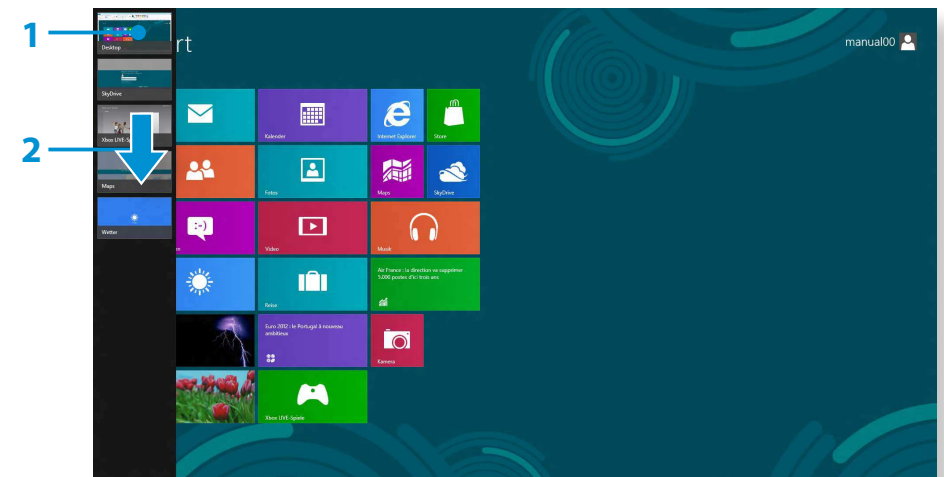 1
2
Desktop
SkyDrive
Xbox LIVE-S
Maps
Wetter
rt
manual00
Kalender
Internet Explorer
Store
Fotos
Maps
SkyDrive
en
Video
Musik
Reise
Air France : la direction va supprimer
5.000 postes d'ici trois ans
Euro 2012 : le Portugal à nouveau
ambitieux
Kamera
Xbox LIVE-Spiele